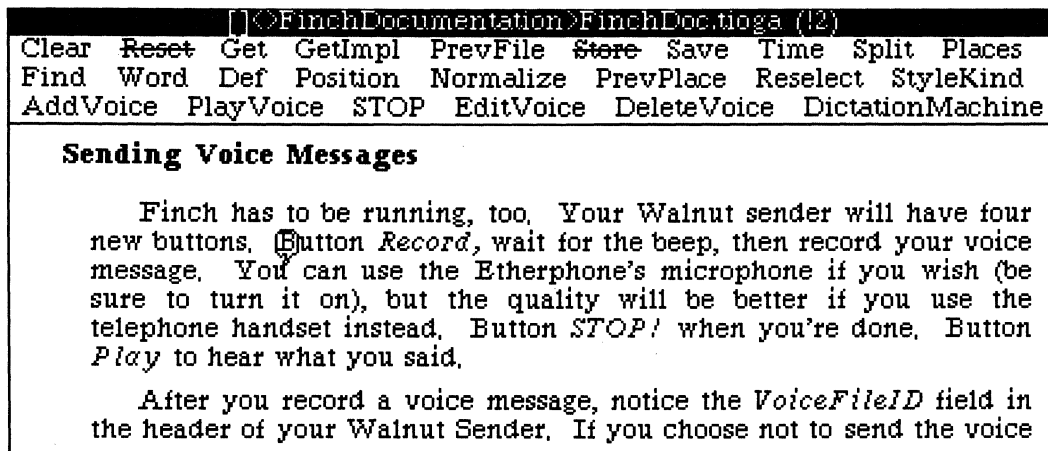 []<>FinchDocumentation>FinchDoc.tioga (!2)
Clear Reset Get GetImpl PrevFile Store Save Time Split Places
Find Word Def Position Normalize PrevPlace Reselect StyleKind
AddVoice PlayVoice STOP EditVoice DeleteVoice DictationMachine
Sending Voice Messages
Finch has to be running, too. Your Walnut sender will have four
new buttons. Button Record, wait for the beep, then record your voice
message. You can use the Etherphone's microphone if you wish (be
sure to turn it on), but the quality will be better if you use the
telephone handset instead. Button STOP! when you're done. Button
Play to hear what you said.
After you record a voice message, notice the VoiceFileID field in
the header of your Walnut Sender. If you choose not to send the voice